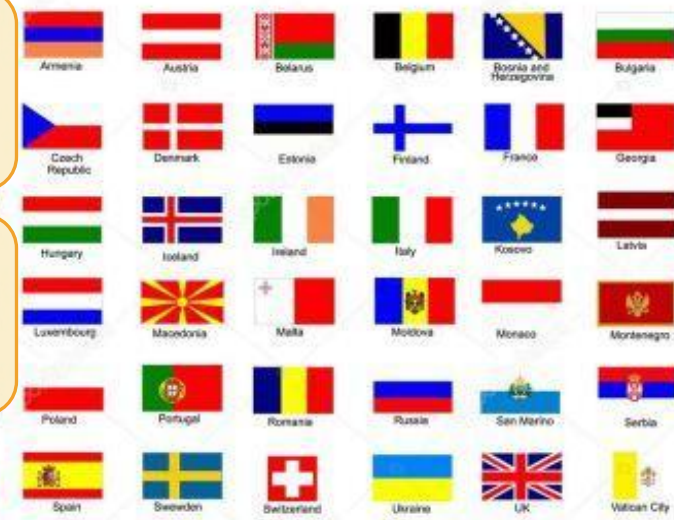 Armenia Austria Belarus Belgium Bosnia and Herzegovina Bulgaria
Czech Republic Denmark Estonia Finland France Georgia
Hungary Iceland Ireland Italy Kosovo Latvia
Luxembourg Macedonia Malta Moldova Monaco Montenegro
Poland Portugal Romania Russia San Marino Serbia
Spain Swewden Switzerland Ukraine UK Vatican City